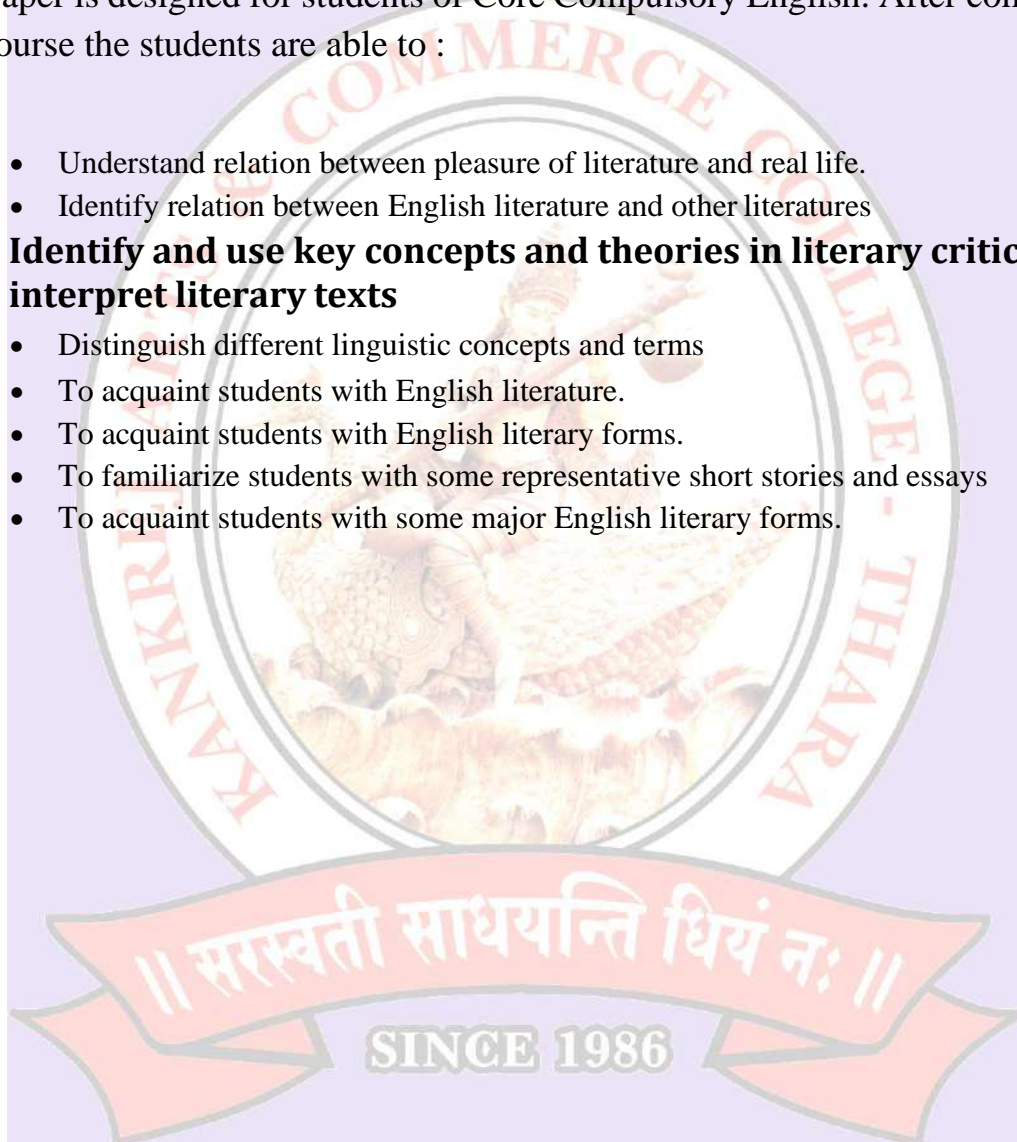 aper is designed for students of Core Compulsory English. After con
ourse the students are able to :
• Understand relation between pleasure of literature and real life.
• Identify relation between English literature and other literatures
Identify and use key concepts and theories in literary critic
interpret literary texts
• Distinguish different linguistic concepts and terms
• To acquaint students with English literature.
• To acquaint students with English literary forms.
• To familiarize students with some representative short stories and essays
• To acquaint students with some major English literary forms.
KANKREJ ARTS & COMMERCE COLLEGE - THARA
॥ सरस्वती साधयन्ति धियं नः ॥
SINCE 1986